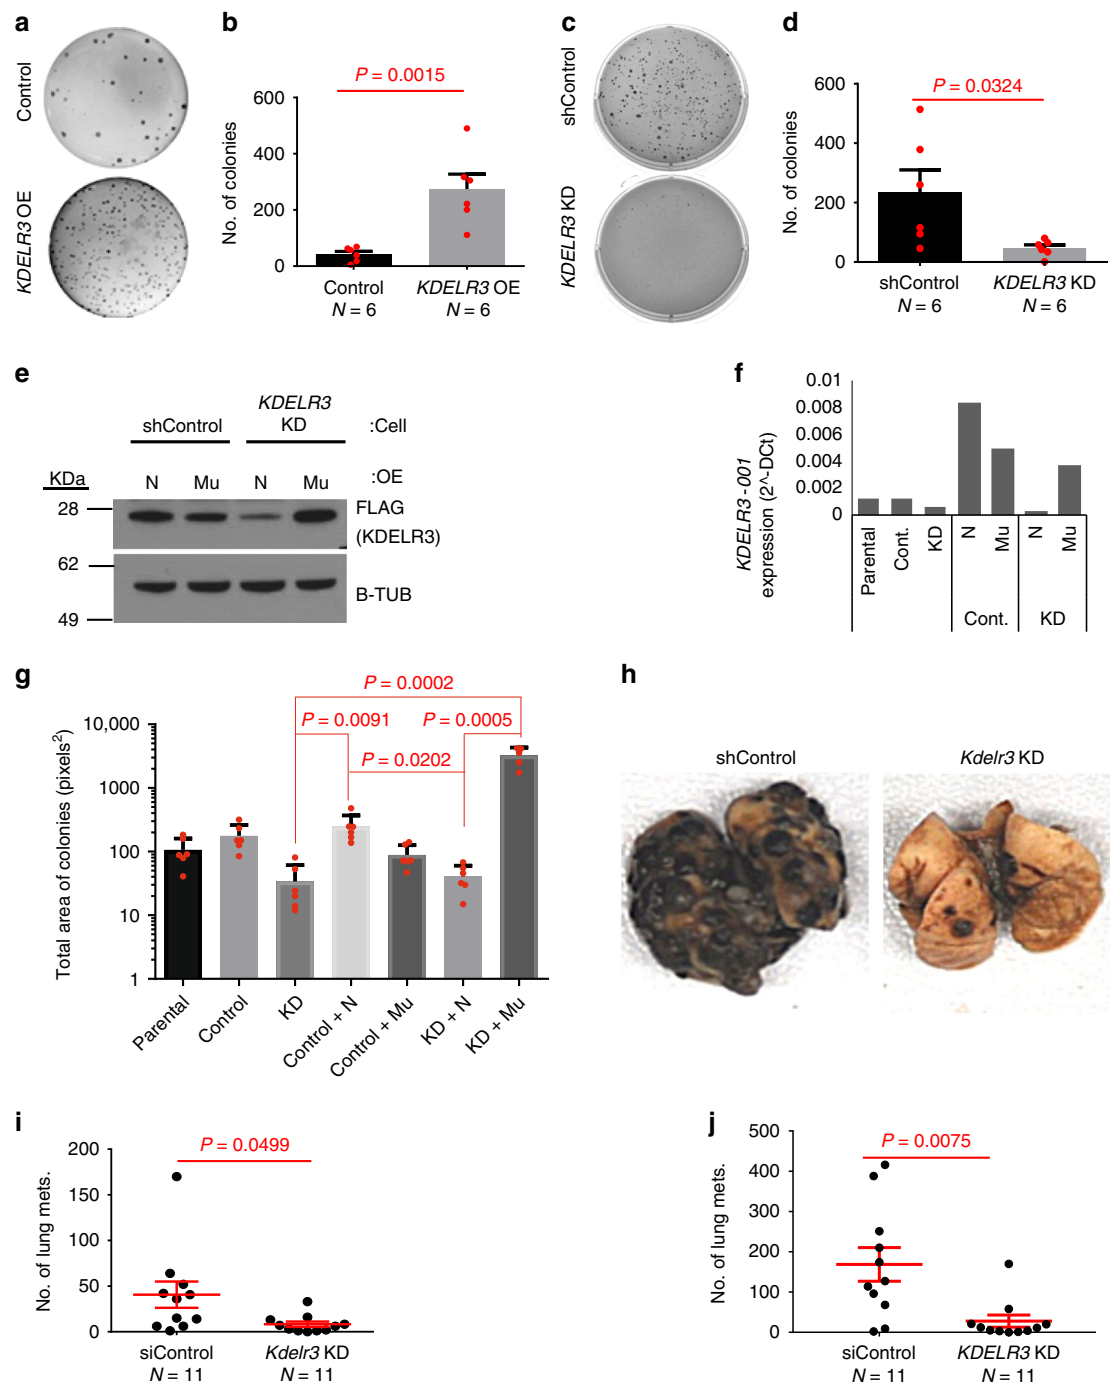 a
Control
KDELR3 OE
b
P = 0.0015
No. of colonies
600
400
200
0
Control
N = 6
KDELR3 OE
N = 6
c
shControl
KDELR3 KD
d
P = 0.0324
No. of colonies
600
400
200
0
shControl
N = 6
KDELR3 KD
N = 6
e
shControl
KDELR3
KD
:Cell
KDa
N Mu N Mu
:OE
28
FLAG
(KDELR3)
62
B-TUB
49
f
KDELR3-001
expression (2^-DCt)
0.01
0.008
0.006
0.004
0.002
0
Parental
Cont.
KD
N
Mu
N
Mu
Cont.
KD
g
P = 0.0002
P = 0.0091
P = 0.0005
P = 0.0202
Total area of colonies (pixels²)
10,000
1000
100
10
1
Parental
Control
KD
Control + N
Control + Mu
KD + N
KD + Mu
h
shControl
Kdelr3 KD
i
P = 0.0499
No. of lung mets.
200
150
100
50
0
siControl
N = 11
Kdelr3 KD
N = 11
j
P = 0.0075
No. of lung mets.
500
400
300
200
100
0
siControl
N = 11
KDELR3 KD
N = 11